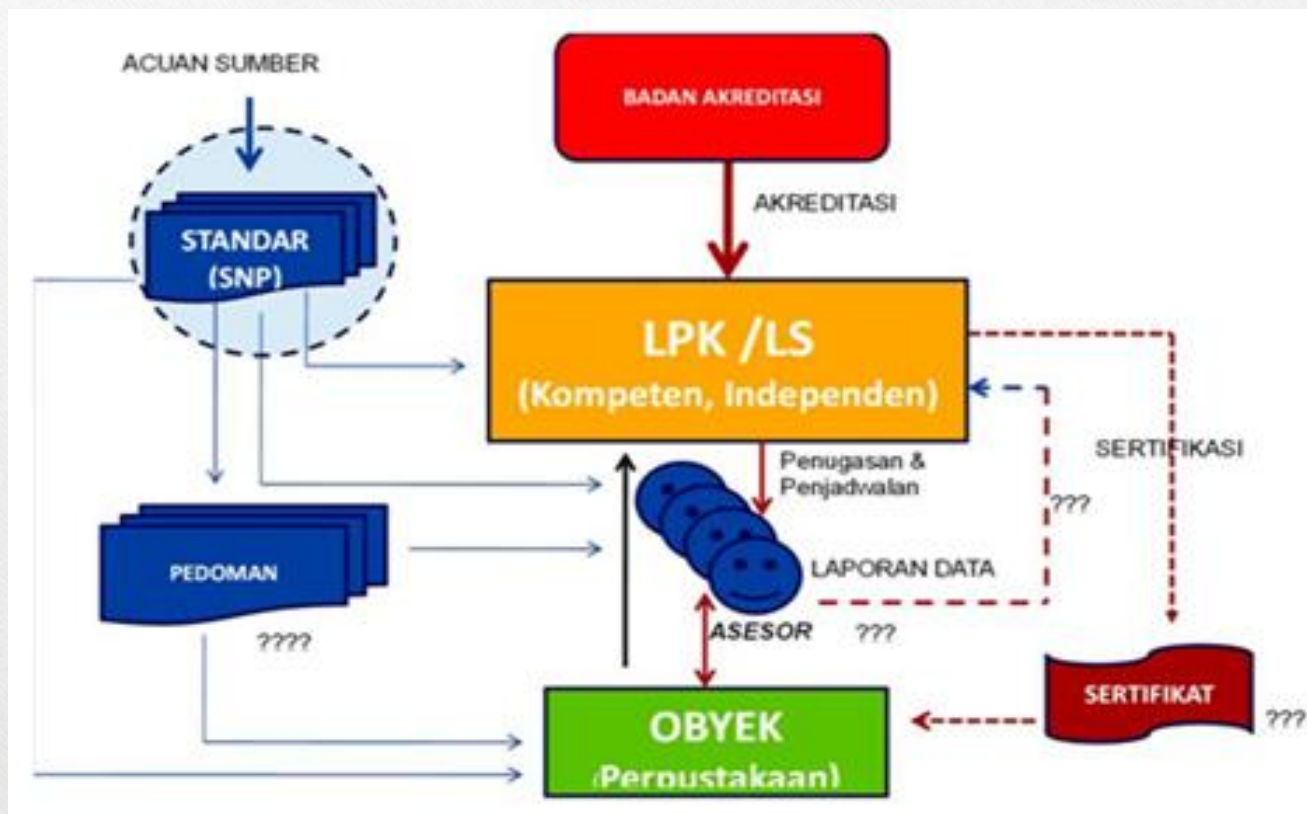 ACUAN SUMBER
BADAN AKREDITASI
AKREDITASI
STANDAR
(SNP)
LPK /LS
(Kompeten, Independen)
SERTIFIKASI
Penugasan &
Penjadwalan
???
PEDOMAN
LAPORAN DATA
ASESOR
???
????
SERTIFIKAT
???
OBYEK
(Perpustakaan)